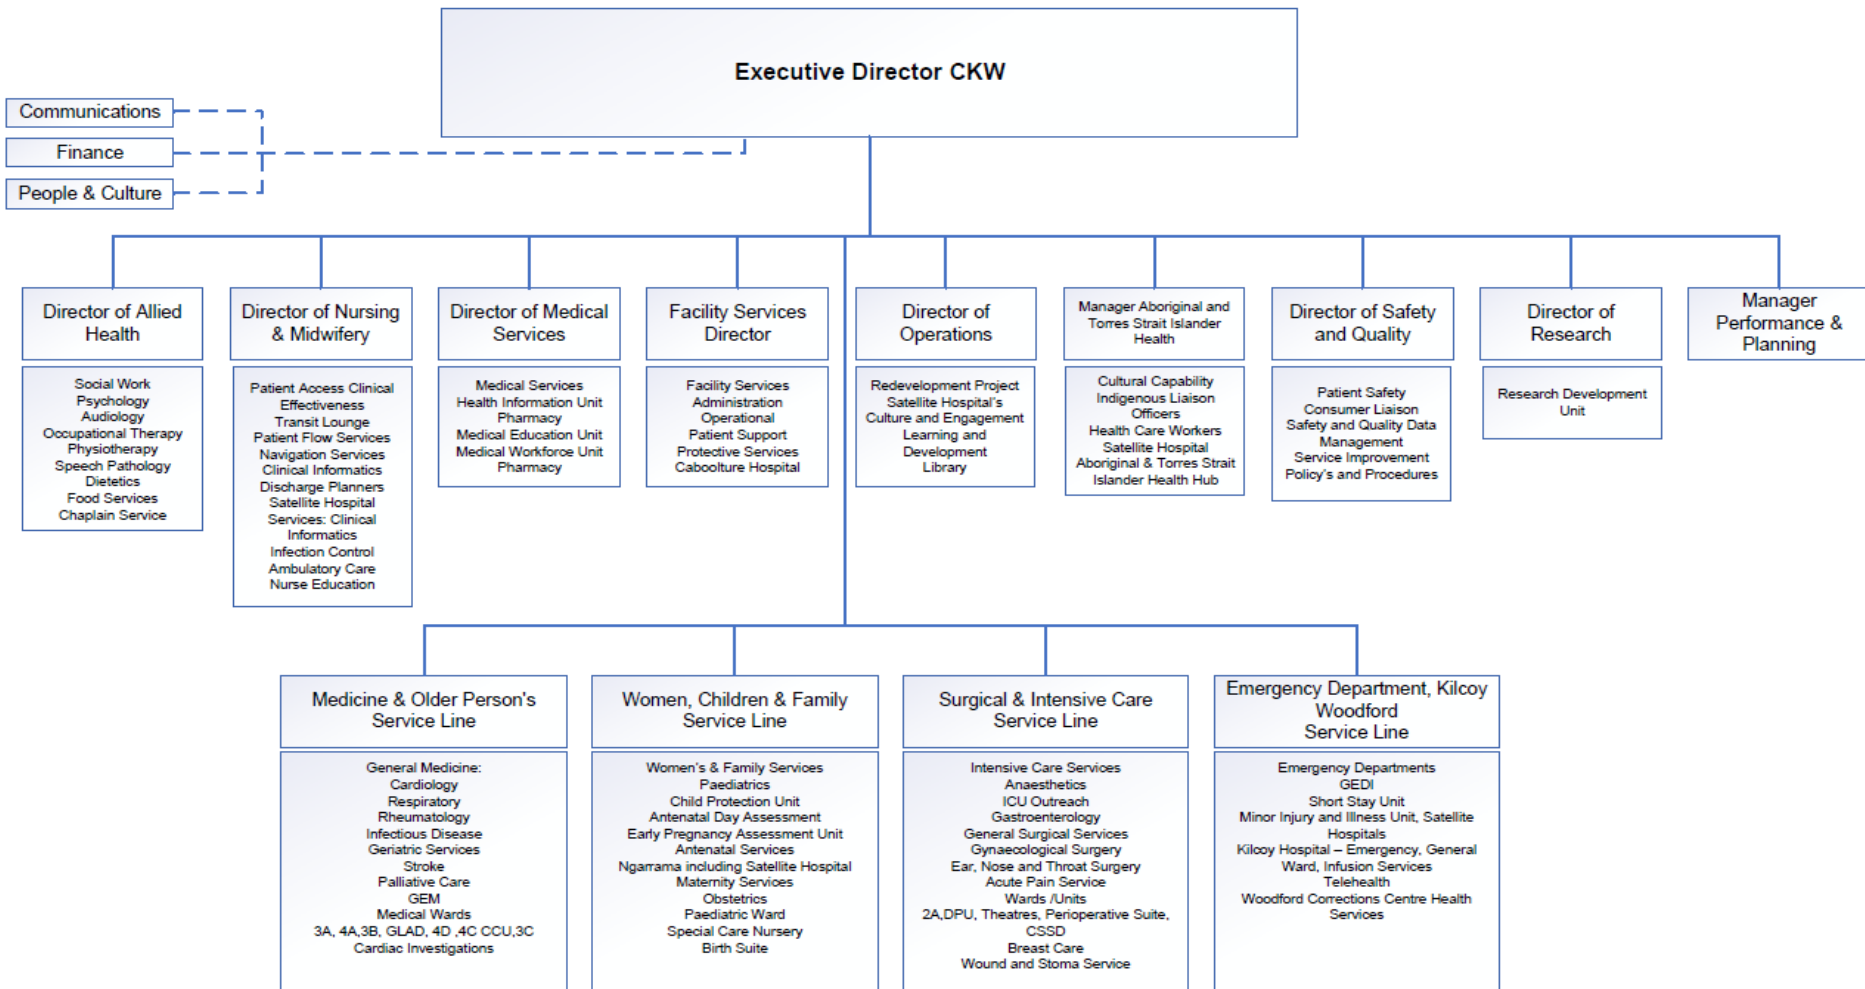 Executive Director CKW
Communications
Finance
People & Culture
Director of Allied
Health
Social Work
Psychology
Audiology
Occupational Therapy
Physiotherapy
Speech Pathology
Dietetics
Food Services
Chaplain Service
Director of Nursing
& Midwifery
Patient Access Clinical
Effectiveness
Transit Lounge
Patient Flow Services
Navigation Services
Clinical Informatics
Discharge Planners
Satellite Hospital
Services: Clinical
Informatics
Infection Control
Ambulatory Care
Nurse Education
Director of Medical
Services
Medical Services
Health Information Unit
Pharmacy
Medical Education Unit
Medical Workforce Unit
Pharmacy
Facility Services
Director
Facility Services
Administration
Operational
Patient Support
Protective Services
Caboolture Hospital
Director of
Operations
Redevelopment Project
Satellite Hospital's
Culture and Engagement
Learning and
Development
Library
Manager Aboriginal and
Torres Strait Islander
Health
Cultural Capability
Indigenous Liaison
Officers
Health Care Workers
Satellite Hospital
Aboriginal & Torres Strait
Islander Health Hub
Director of Safety
and Quality
Patient Safety
Consumer Liaison
Safety and Quality Data
Management
Service Improvement
Policy's and Procedures
Director of
Research
Research Development
Unit
Manager
Performance &
Planning
Medicine & Older Person's
Service Line
General Medicine:
Cardiology
Respiratory
Rheumatology
Infectious Disease
Geriatric Services
Stroke
Palliative Care
GEM
Medical Wards
3A, 4A,3B, GLAD, 4D ,4C CCU,3C
Cardiac Investigations
Women, Children & Family
Service Line
Women's & Family Services
Paediatrics
Child Protection Unit
Antenatal Day Assessment
Early Pregnancy Assessment Unit
Antenatal Services
Ngarrama including Satellite Hospital
Maternity Services
Obstetrics
Paediatric Ward
Special Care Nursery
Birth Suite
Surgical & Intensive Care
Service Line
Intensive Care Services
Anaesthetics
ICU Outreach
Gastroenterology
General Surgical Services
Gynaecological Surgery
Ear, Nose and Throat Surgery
Acute Pain Service
Wards /Units
2A,DPU, Theatres, Perioperative Suite,
CSSD
Breast Care
Wound and Stoma Service
Emergency Department, Kilcoy
Woodford
Service Line
Emergency Departments
GEDI
Short Stay Unit
Minor Injury and Illness Unit, Satellite
Hospitals
Kilcoy Hospital – Emergency, General
Ward, Infusion Services
Telehealth
Woodford Corrections Centre Health
Services